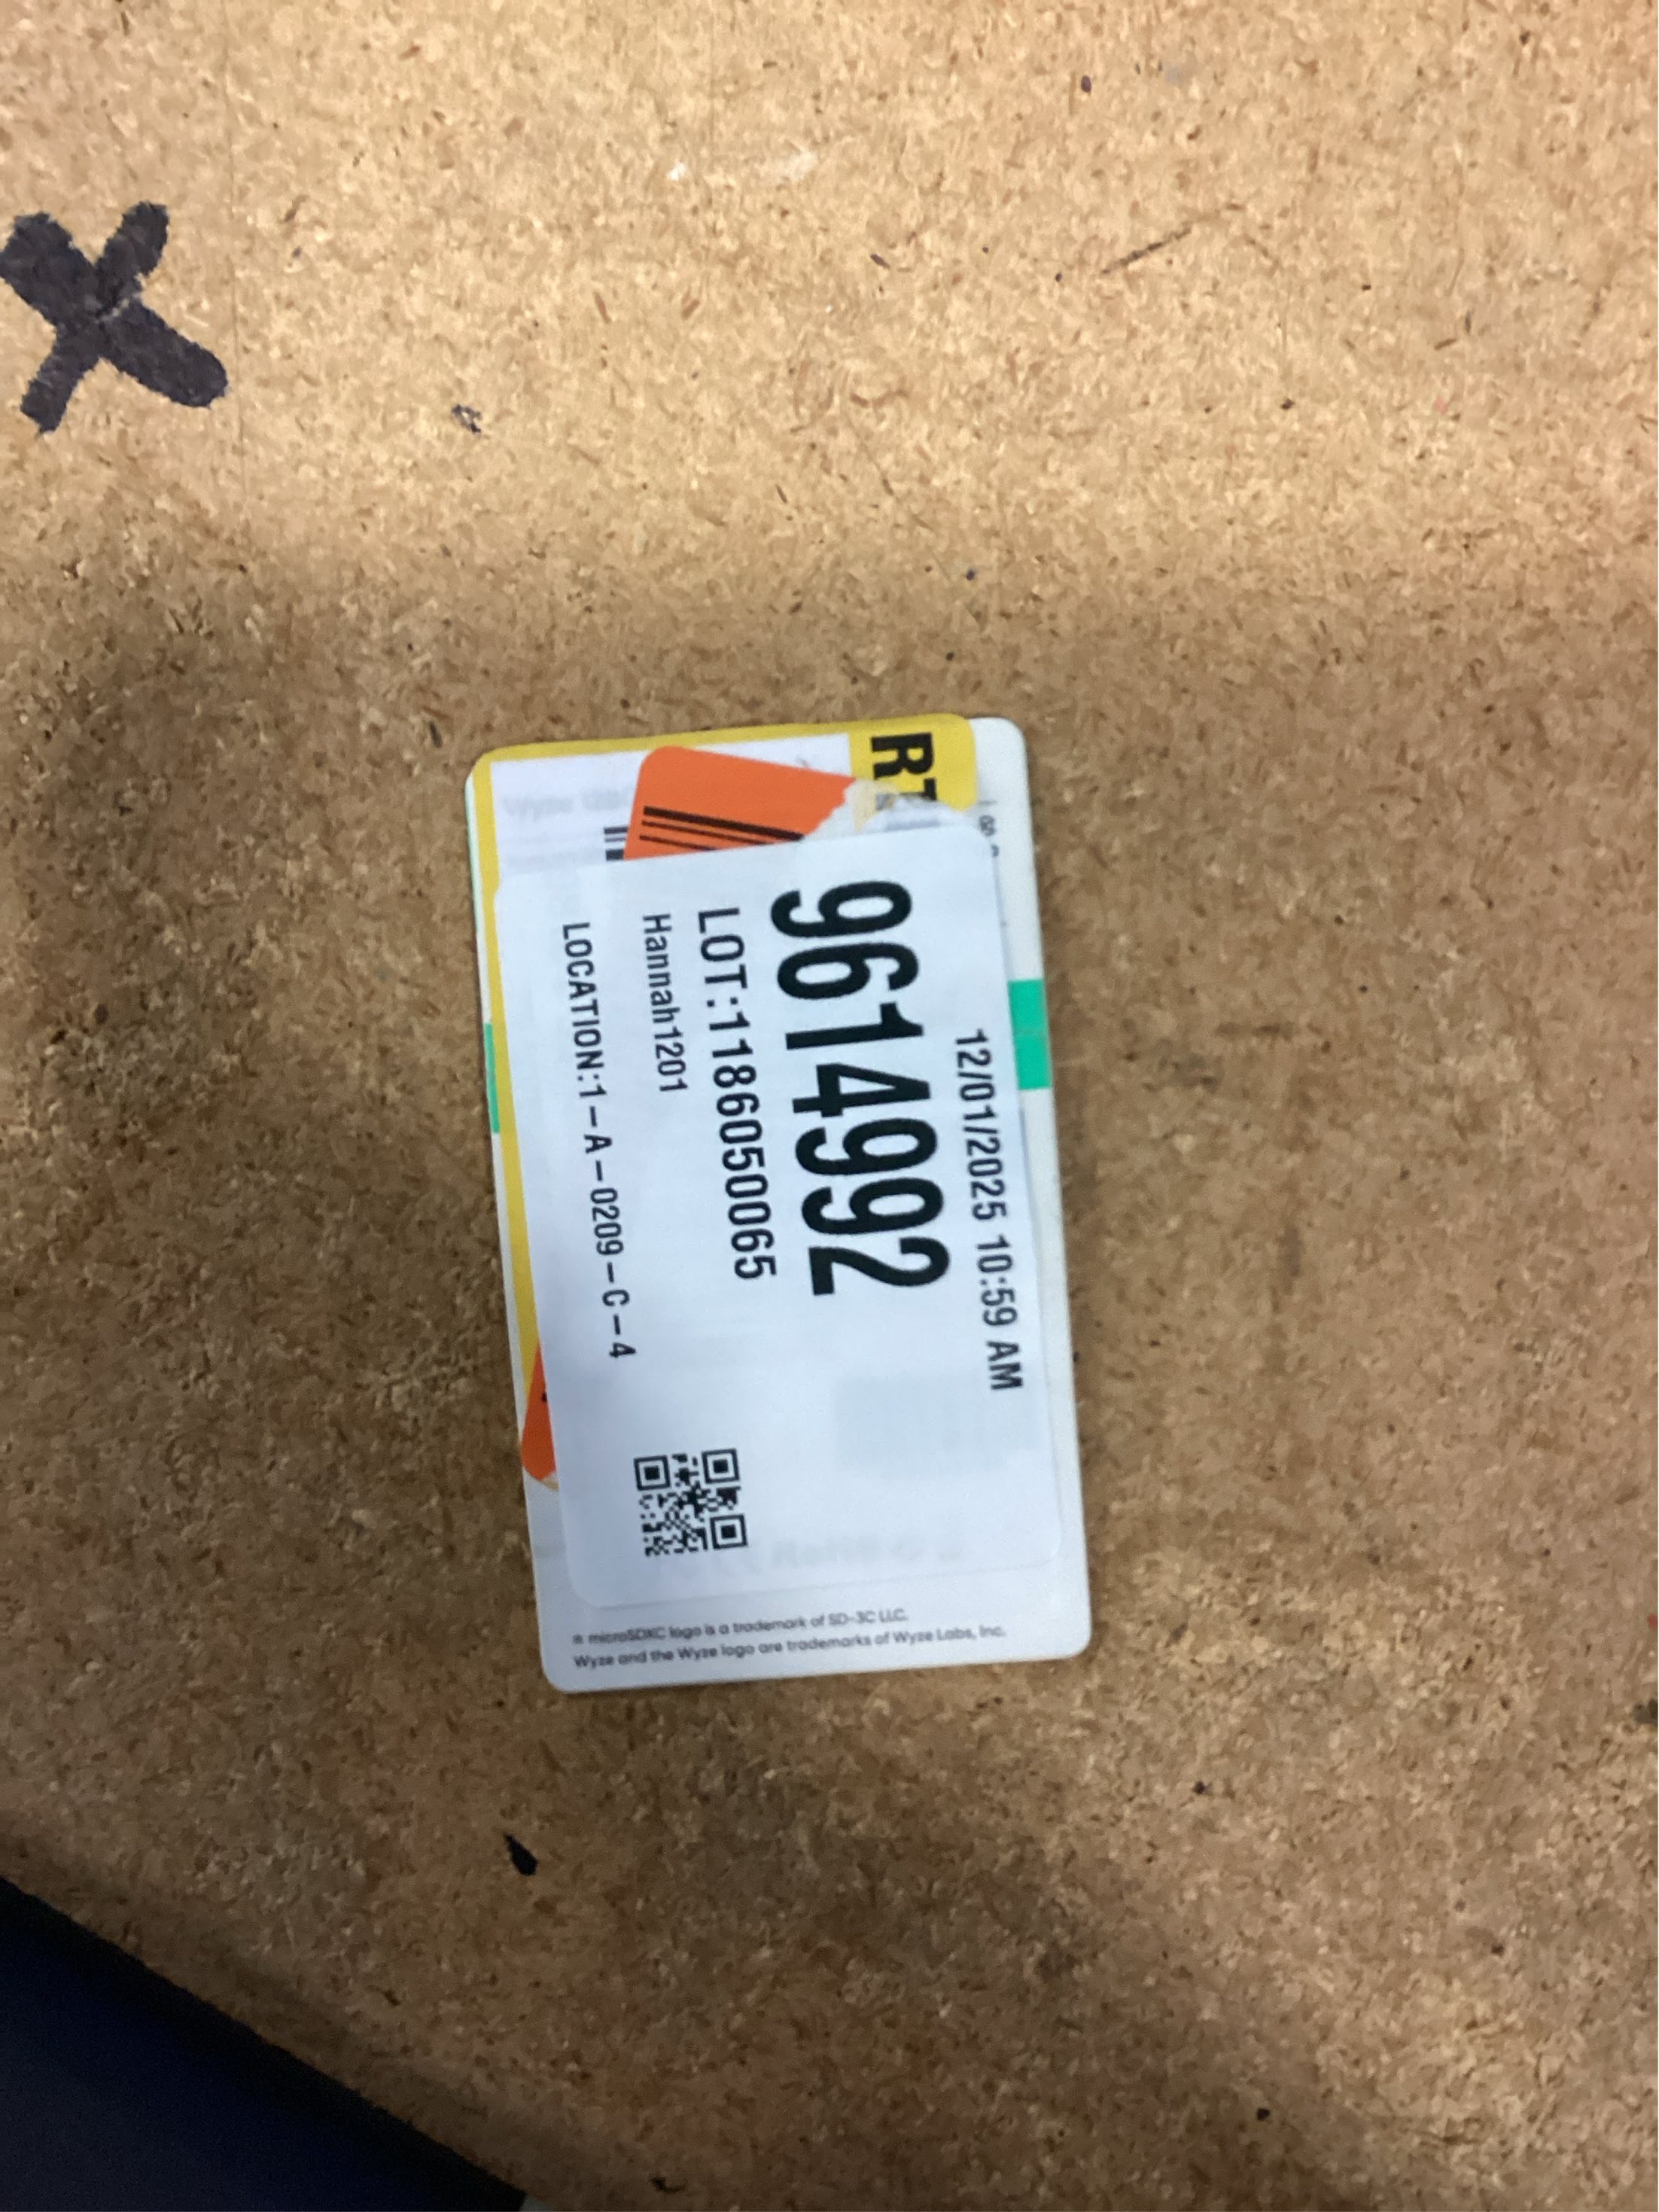 RT
12/01/2025 10:59 AM
9614992
LOT:1186050065
Hannah1201
LOCATION:1-A-0209-C-4
microSDXC logo is a trademark of SD-3C LLC.
Wyze and the Wyze logo are trademarks of Wyze Labs, Inc.